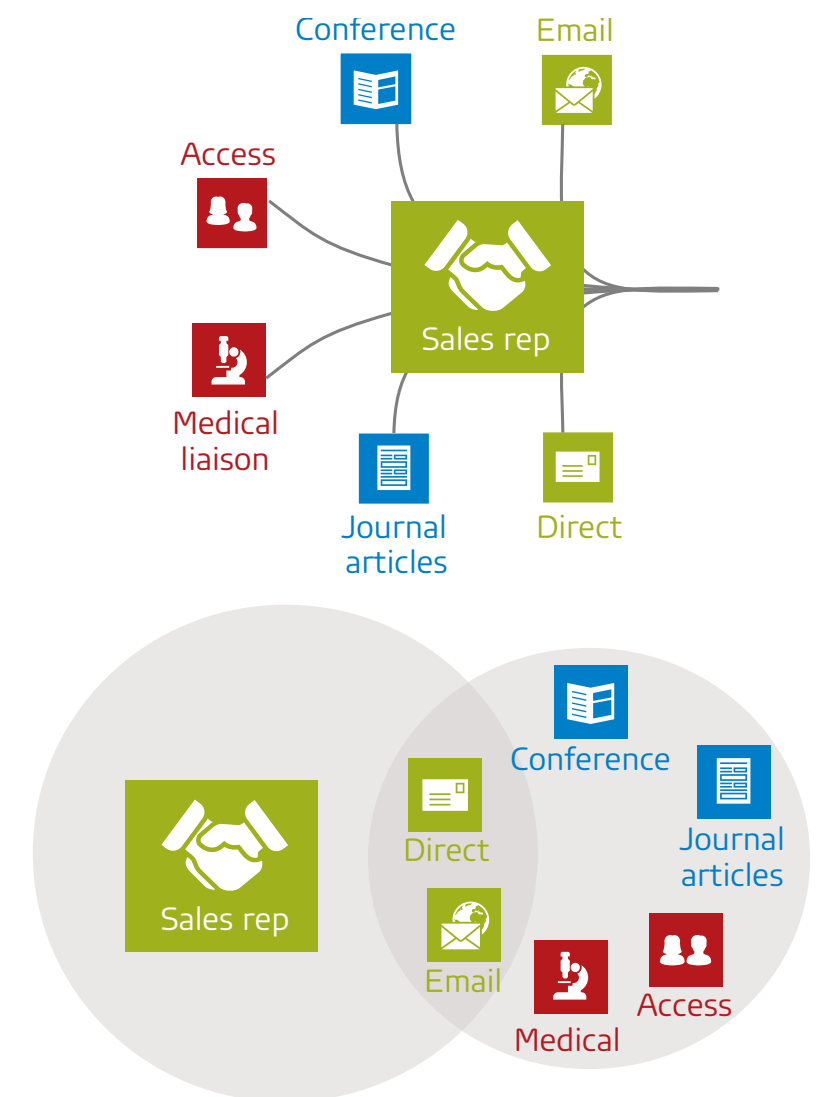 Conference
Email
Access
Sales rep
Medical
liaison
Journal
articles
Direct
Conference
Direct
Journal
articles
Sales rep
Email
Access
Medical